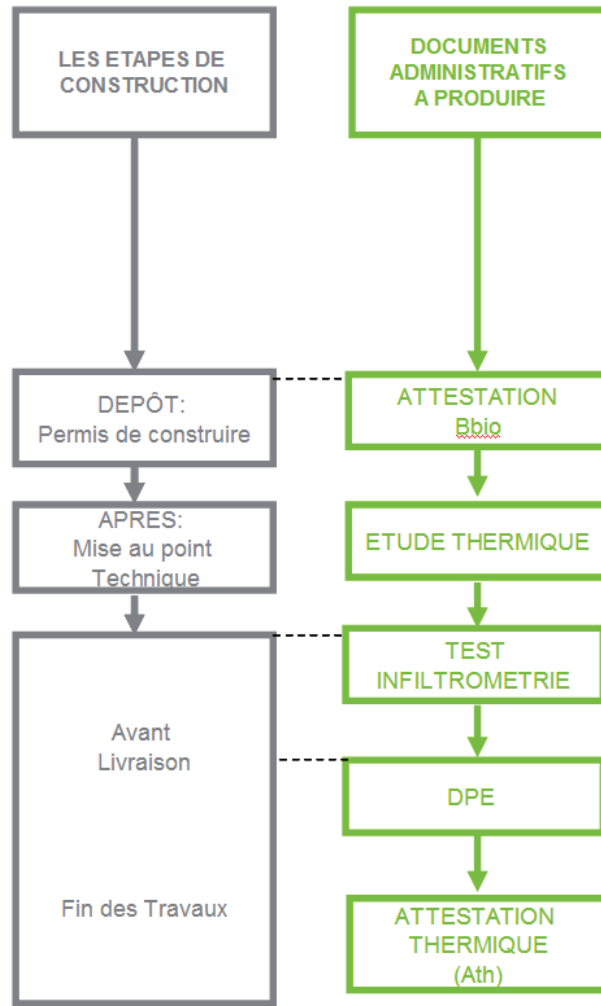 LES ETAPES DE
CONSTRUCTION
DOCUMENTS
ADMINISTRATIFS
A PRODUIRE
DEPÔT:
Permis de construire
ATTESTATION
Bbio
APRES:
Mise au point
Technique
ETUDE THERMIQUE
TEST
INFILTROMETRIE
Avant
Livraison
DPE
Fin des Travaux
ATTESTATION
THERMIQUE
(Ath)